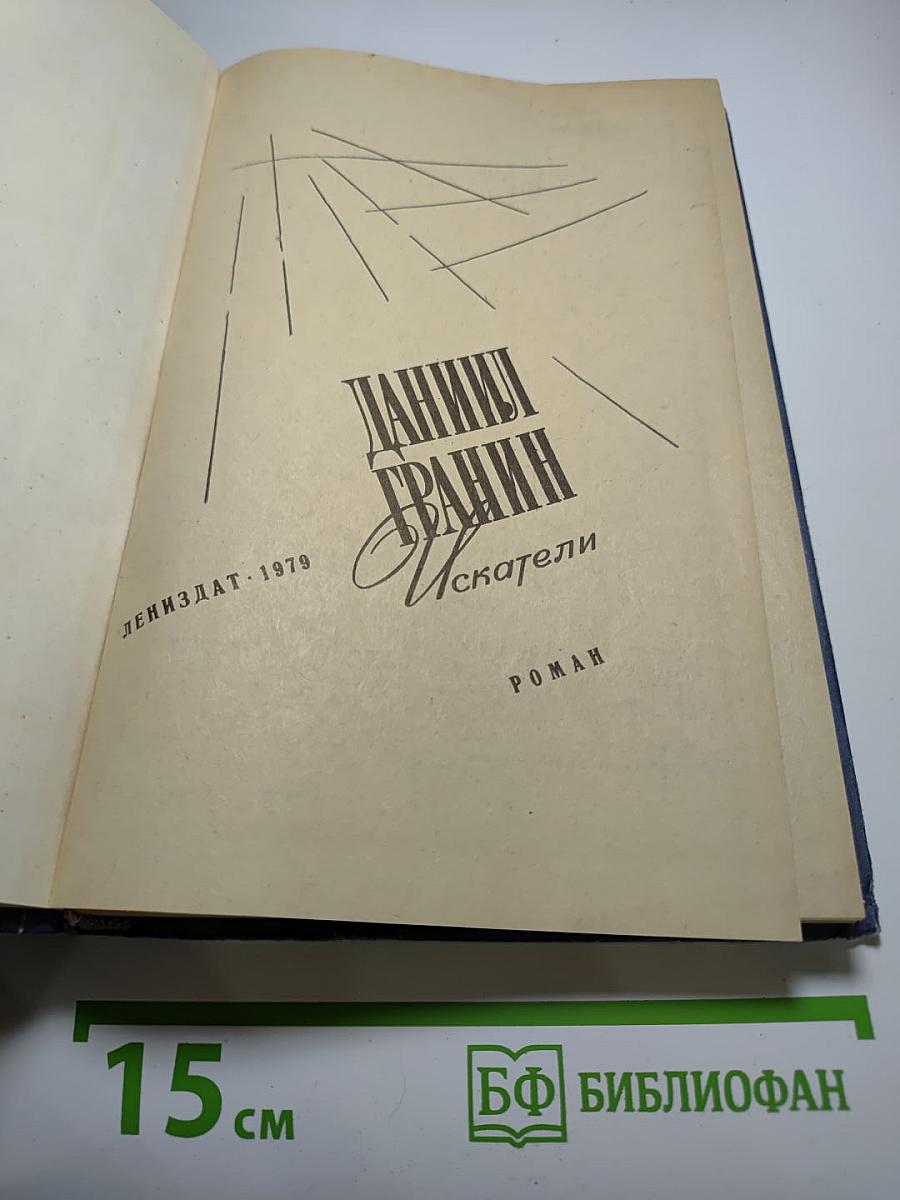 ДАНИИЛ
ГРАНИН
Искатели
ЛЕНИЗДАТ · 1979
РОМАН
15 см
БФ БИБЛИОФАН